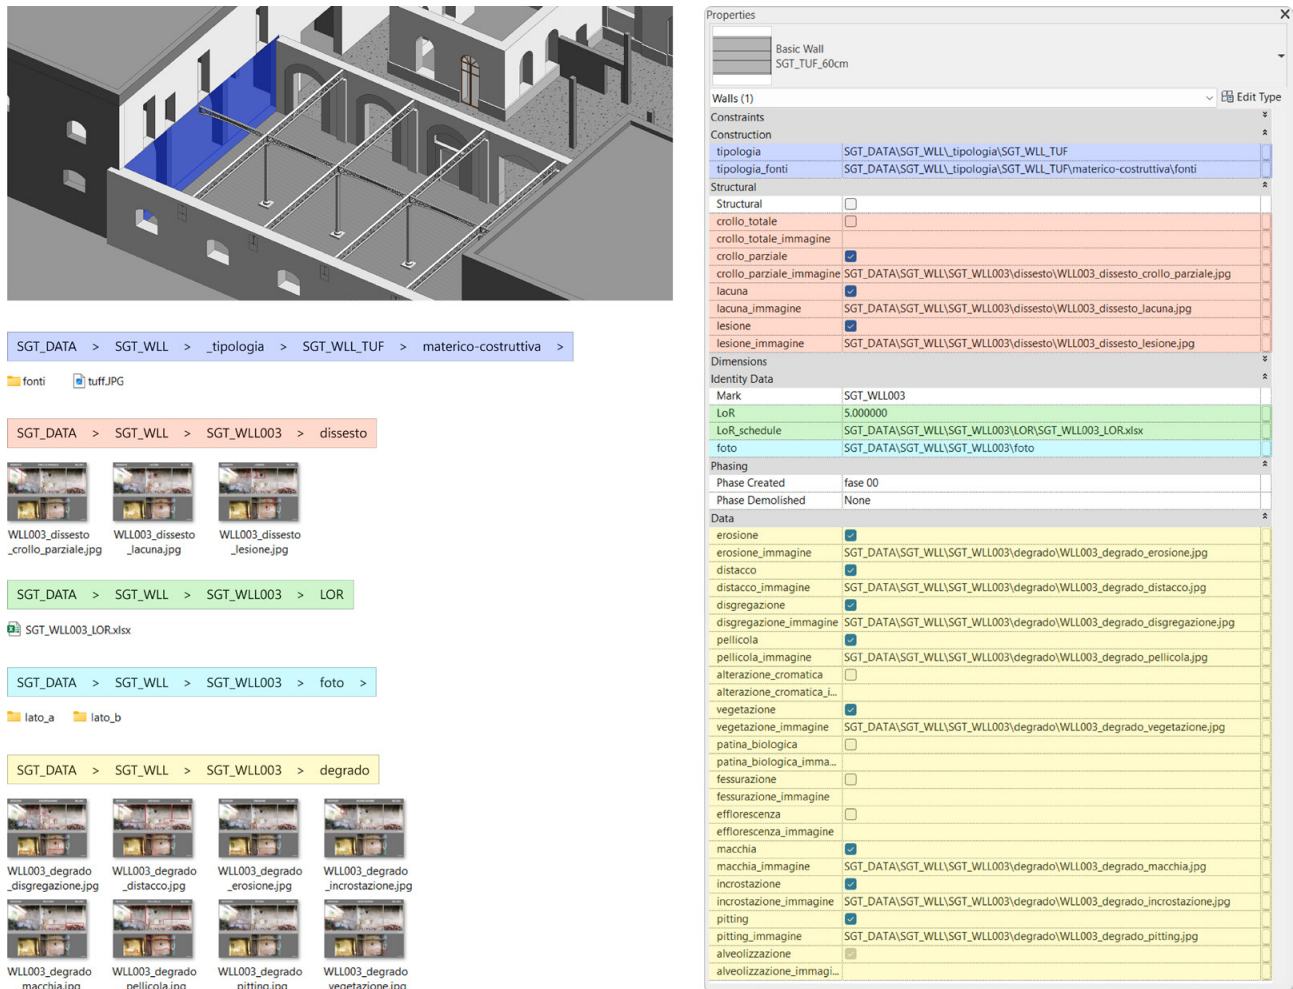 SGT_DATA > SGT_WLL > _tipologia > SGT_WLL_TUF > materico-costruttiva >
fonti
tuff.JPG
SGT_DATA > SGT_WLL > SGT_WLL003 > dissesto
WLL003_dissesto
_crollo_parziale.jpg
WLL003_dissesto
_lacuna.jpg
WLL003_dissesto
_lesione.jpg
SGT_DATA > SGT_WLL > SGT_WLL003 > LOR
SGT_WLL003_LOR.xlsx
SGT_DATA > SGT_WLL > SGT_WLL003 > foto >
lato_a
lato_b
SGT_DATA > SGT_WLL > SGT_WLL003 > degrado
WLL003_degrado
_disgregazione.jpg
WLL003_degrado
_distacco.jpg
WLL003_degrado
_erosione.jpg
WLL003_degrado
_incrostazione.jpg
WLL003_degrado
_macchia.jpg
WLL003_degrado
_pellicola.jpg
WLL003_degrado
_pitting.jpg
WLL003_degrado
_vegetazione.jpg
Properties X
Basic Wall
SGT_TUF_60cm
Walls (1) Edit Type
Constraints
Construction
tipologia SGT_DATA\SGT_WLL\_tipologia\SGT_WLL_TUF
tipologia_fonti SGT_DATA\SGT_WLL\_tipologia\SGT_WLL_TUF\materico-costruttiva\fonti
Structural
Structural
crollo_totale
crollo_totale_immagine
crollo_parziale
crollo_parziale_immagine SGT_DATA\SGT_WLL\SGT_WLL003\dissesto\WLL003_dissesto_crollo_parziale.jpg
lacuna
lacuna_immagine SGT_DATA\SGT_WLL\SGT_WLL003\dissesto\WLL003_dissesto_lacuna.jpg
lesione
lesione_immagine SGT_DATA\SGT_WLL\SGT_WLL003\dissesto\WLL003_dissesto_lesione.jpg
Dimensions
Identity Data
Mark SGT_WLL003
LoR 5.000000
LoR_schedule SGT_DATA\SGT_WLL\SGT_WLL003\LOR\SGT_WLL003_LOR.xlsx
foto SGT_DATA\SGT_WLL\SGT_WLL003\foto
Phasing
Phase Created fase 00
Phase Demolished None
Data
erosione
erosione_immagine SGT_DATA\SGT_WLL\SGT_WLL003\degrado\WLL003_degrado_erosione.jpg
distacco
distacco_immagine SGT_DATA\SGT_WLL\SGT_WLL003\degrado\WLL003_degrado_distacco.jpg
disgregazione
disgregazione_immagine SGT_DATA\SGT_WLL\SGT_WLL003\degrado\WLL003_degrado_disgregazione.jpg
pellicola
pellicola_immagine SGT_DATA\SGT_WLL\SGT_WLL003\degrado\WLL003_degrado_pellicola.jpg
alterazione_cromatica
alterazione_cromatica_i...
vegetazione
vegetazione_immagine SGT_DATA\SGT_WLL\SGT_WLL003\degrado\WLL003_degrado_vegetazione.jpg
patina_biologica
patina_biologica_imma...
fessurazione
fessurazione_immagine
efflorescenza
efflorescenza_immagine
macchia
macchia_immagine SGT_DATA\SGT_WLL\SGT_WLL003\degrado\WLL003_degrado_macchia.jpg
incrostazione
incrostazione_immagine SGT_DATA\SGT_WLL\SGT_WLL003\degrado\WLL003_degrado_incrostazione.jpg
pitting
pitting_immagine SGT_DATA\SGT_WLL\SGT_WLL003\degrado\WLL003_degrado_pitting.jpg
alveolizzazione
alveolizzazione_immagi...